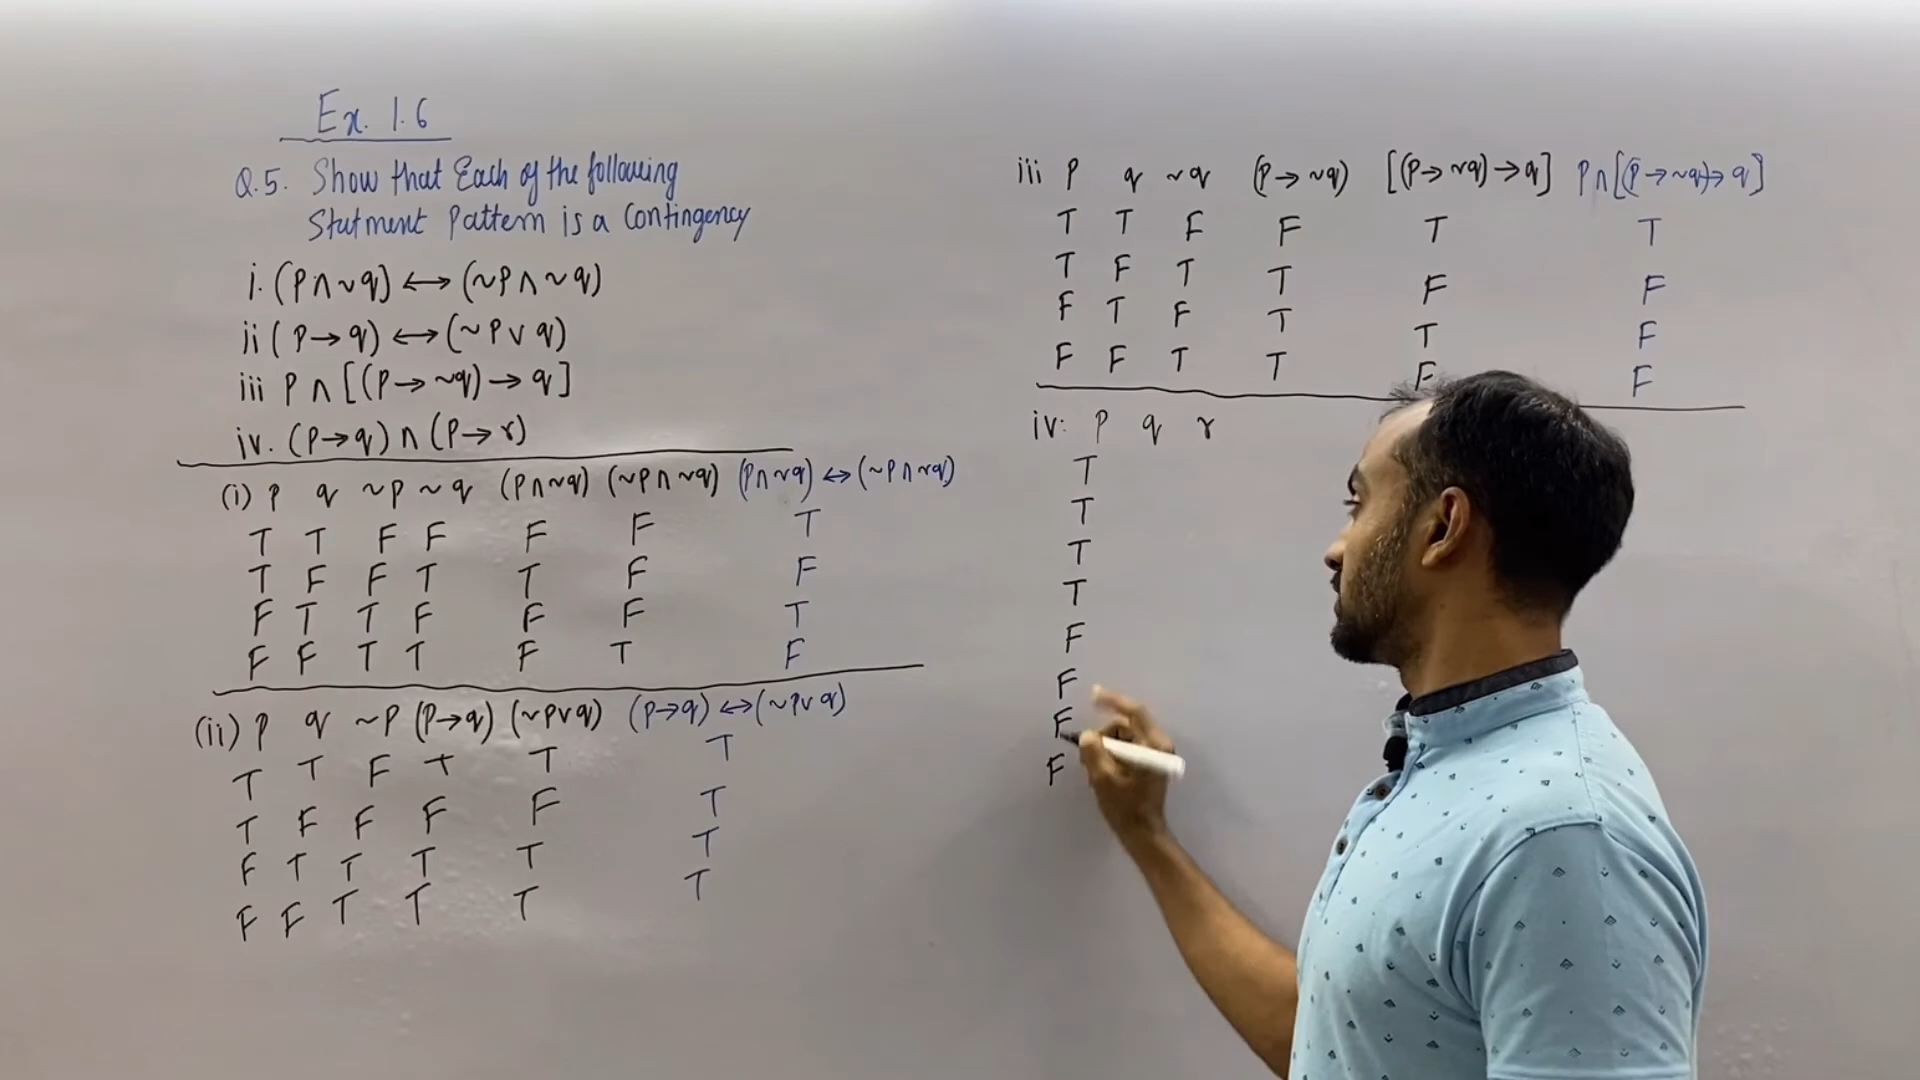 Ex. 1.6
Q.5. Show that Each of the following
Statment Pattern is a Contingency
i. (p∧~q) ↔ (~p∧~q)
ii (p→q) ↔ (~p∨q)
iii p∧[(p→~q)→q]
iv. (p→q)∧(p→r)
(i) p q ~p ~q (p∧~q) (~p∧~q) (p∧~q)↔(~p∧~q)
T T F F F F T
T F F T T F F
F T T F F F T
F F T T F T F
(ii) p q ~p (p→q) (~p∨q) (p→q)↔(~p∨q)
T T F T T T
T F F F F T
F T T T T T
F F T T T T
iii p q ~q (p→~q) [(p→~q)→q] p∧[(p→~q)→q]
T T F F T T
T F T T F F
F T F T T F
F F T T F F
iv: p q r
T
T
T
T
F
F
F
F